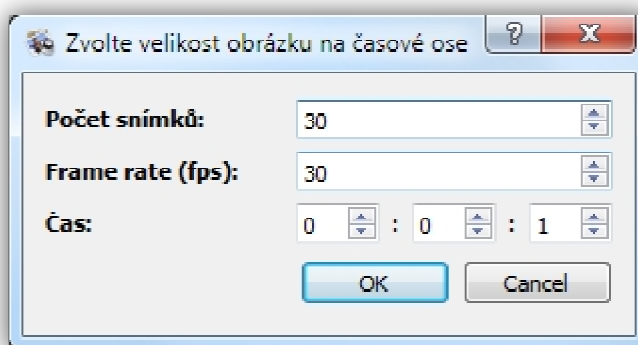 Zvolte velikost obrázku na časové ose ? X
Počet snímků: 30
Frame rate (fps): 30
Čas: 0 : 0 : 1
OK Cancel